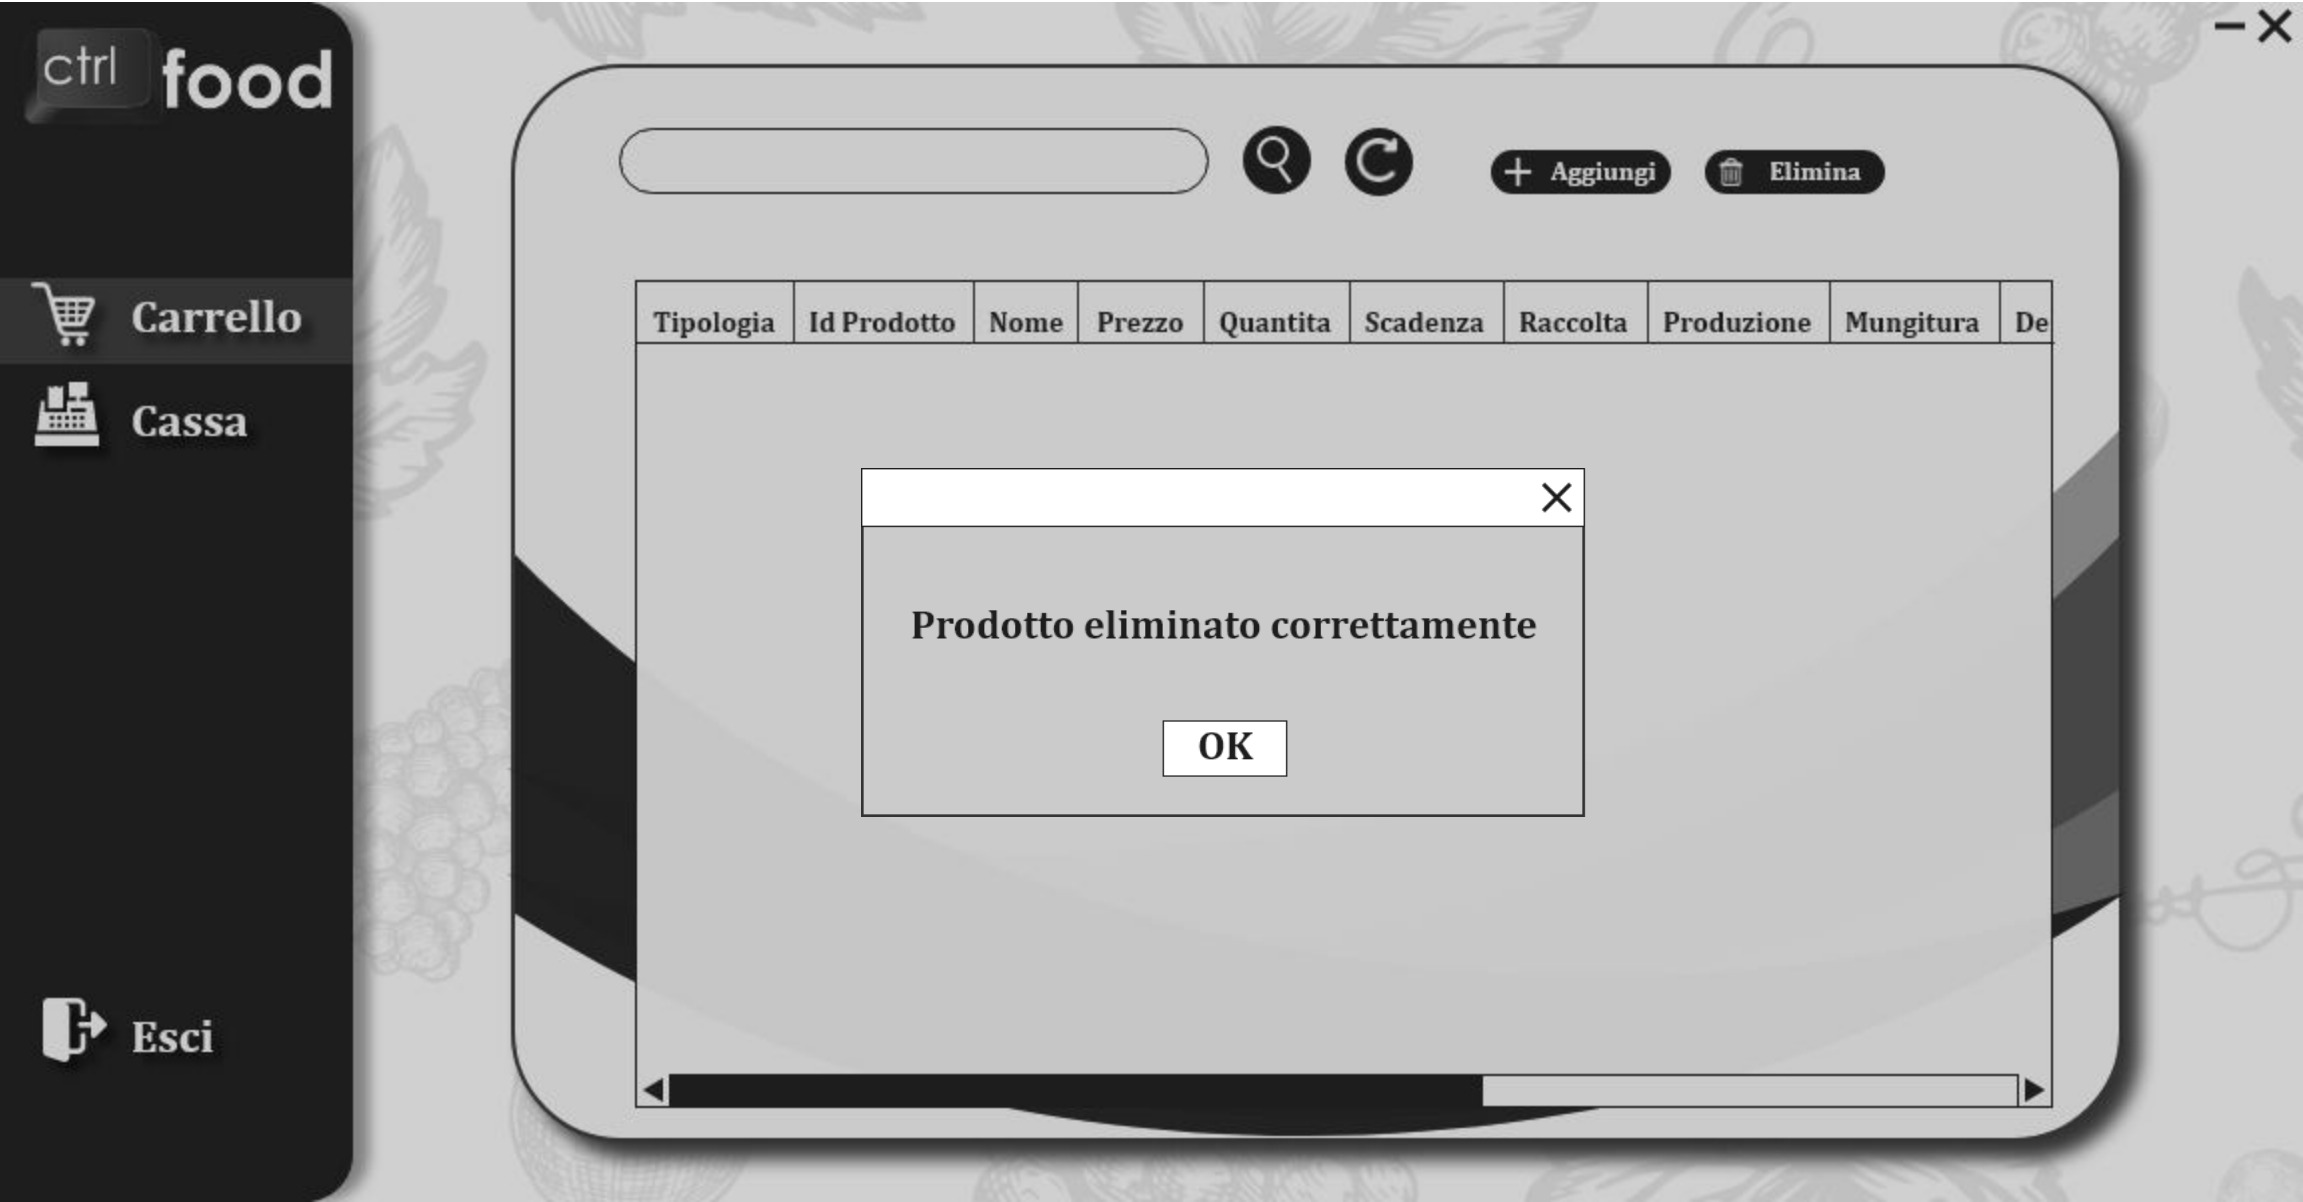 ctrl food
Aggiungi Elimina
Tipologia Id Prodotto Nome Prezzo Quantita Scadenza Raccolta Produzione Mungitura De
Carrello
Cassa
Prodotto eliminato correttamente
OK
Esci